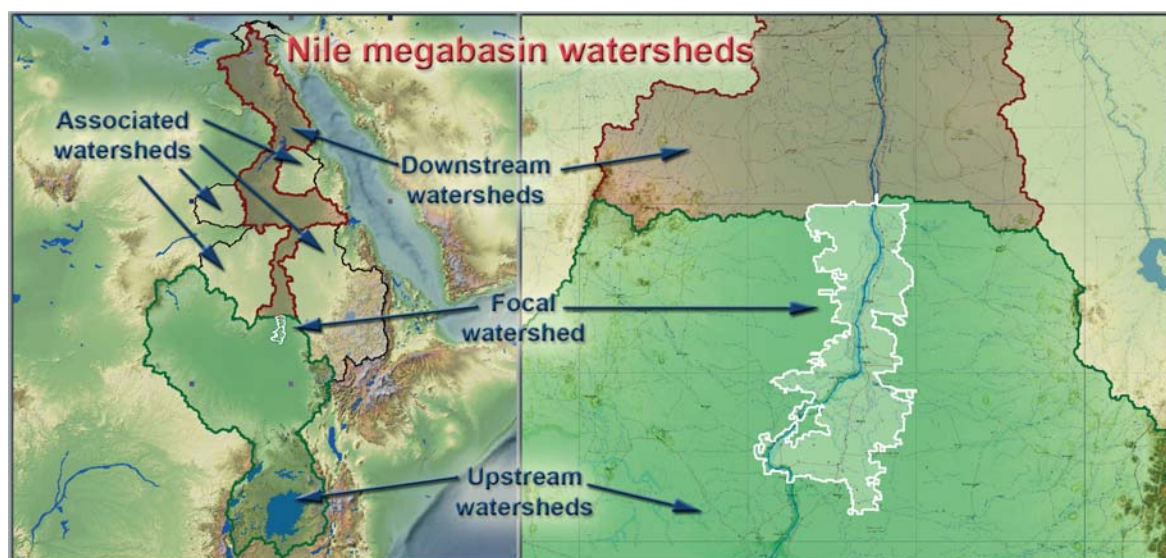 Nile megabasin watersheds
Associated
watersheds
Downstream
watersheds
Focal
watershed
Upstream
watersheds